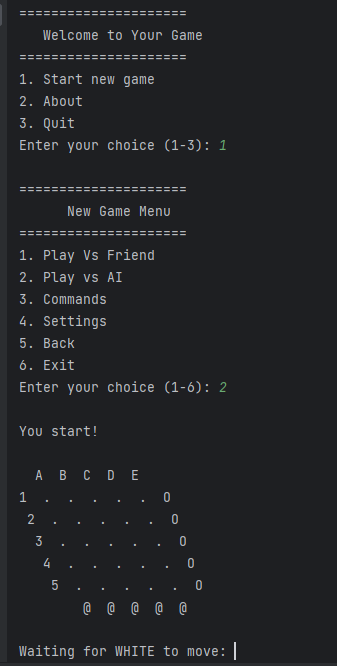 =====================
   Welcome to Your Game
=====================
1. Start new game
2. About
3. Quit
Enter your choice (1-3): 1

=====================
      New Game Menu
=====================
1. Play Vs Friend
2. Play vs AI
3. Commands
4. Settings
5. Back
6. Exit
Enter your choice (1-6): 2

You start!

  A  B  C  D  E
1  .  .  .  .  .  O
 2  .  .  .  .  .  O
  3  .  .  .  .  .  O
   4  .  .  .  .  .  O
    5  .  .  .  .  .  O
        @  @  @  @  @

Waiting for WHITE to move: